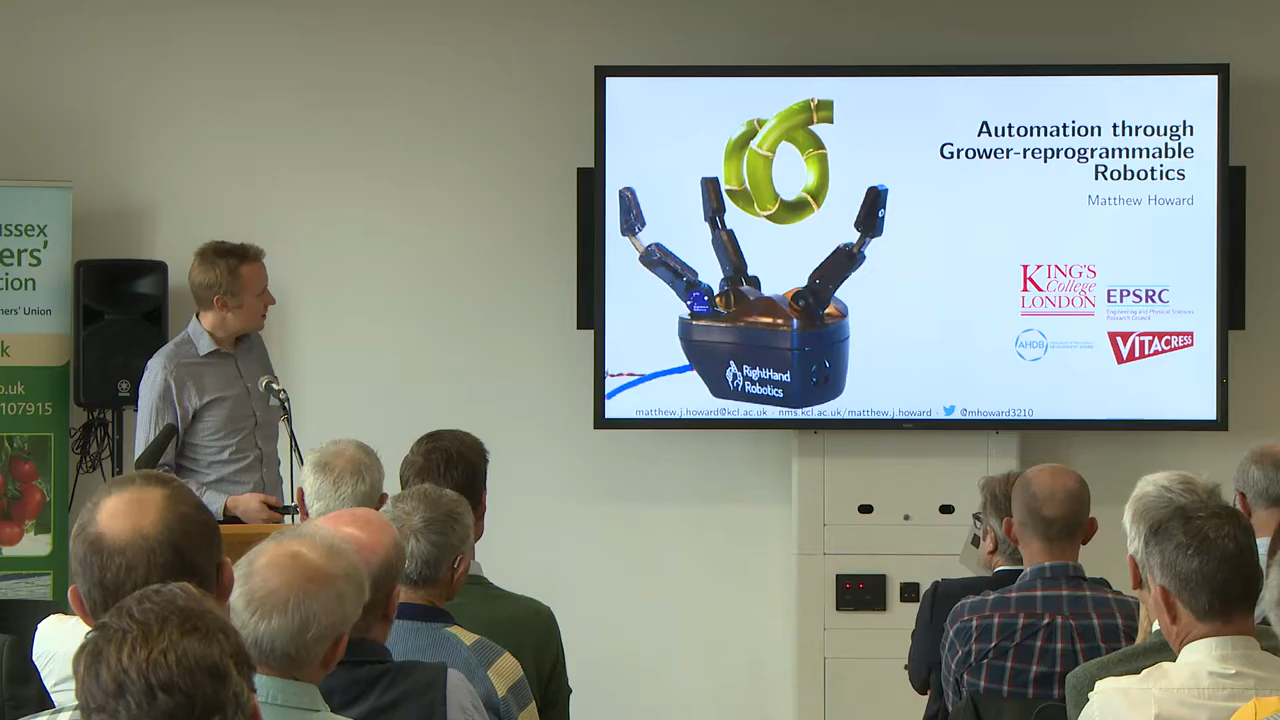 ussex
ers'
tion
ners' Union
k
o.uk
107915
Automation through
Grower-reprogrammable
Robotics
Matthew Howard
KING'S
College
LONDON
EPSRC
Engineering and Physical Sciences
Research Council
AHDB
VITACRESS
RightHand
Robotics
matthew.j.howard@kcl.ac.uk · nms.kcl.ac.uk/matthew.j.howard · @mhoward3210